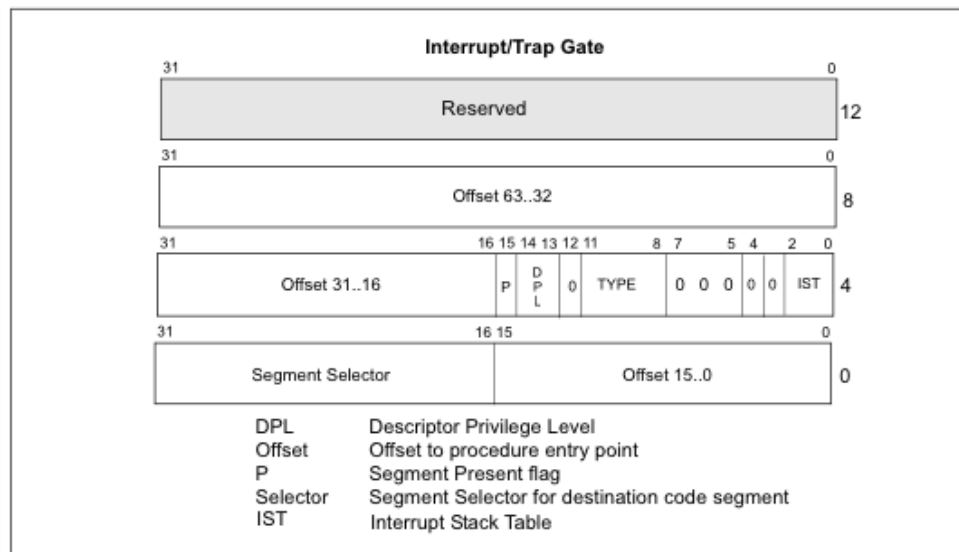 Interrupt/Trap Gate
31 0
Reserved 12
31 0
Offset 63..32 8
31 16 15 14 13 12 11 8 7 5 4 2 0
Offset 31..16 P DPL 0 TYPE 0 0 0 0 0 IST 4
31 16 15 0
Segment Selector Offset 15..0 0
DPL Descriptor Privilege Level
Offset Offset to procedure entry point
P Segment Present flag
Selector Segment Selector for destination code segment
IST Interrupt Stack Table